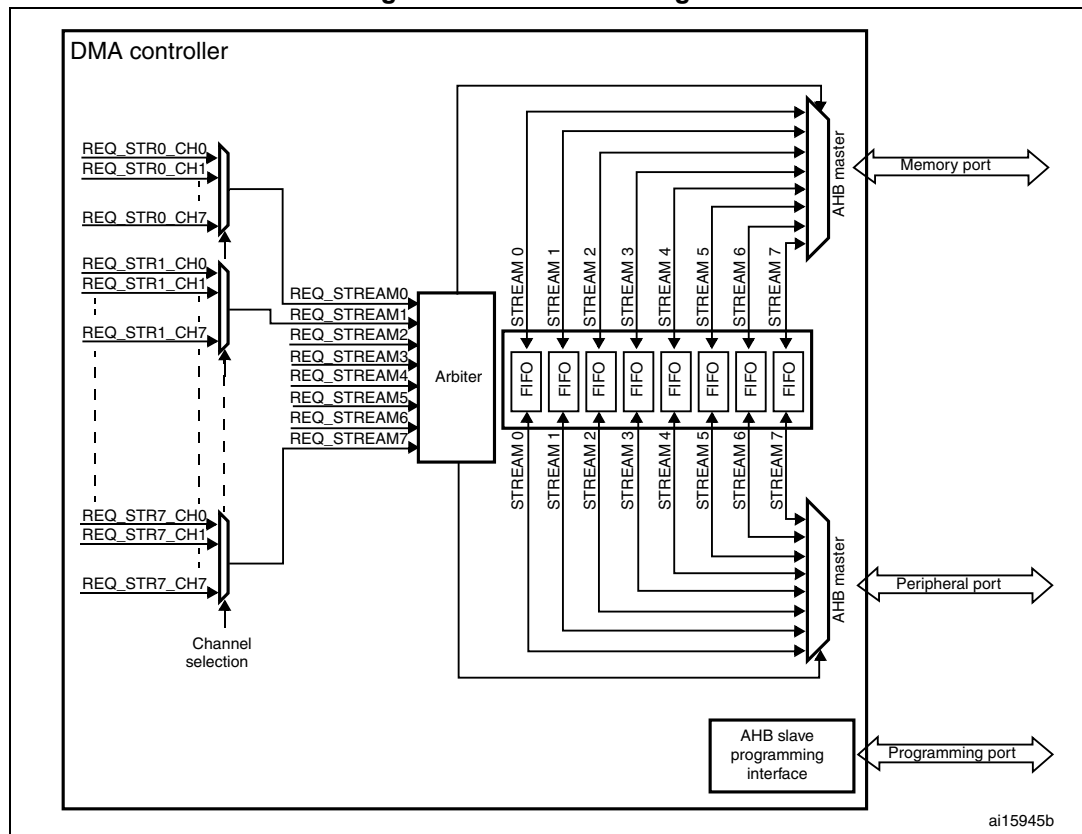 DMA controller
REQ_STR0_CH0
REQ_STR0_CH1
REQ_STR0_CH7
REQ_STR1_CH0
REQ_STR1_CH1
REQ_STR1_CH7
REQ_STR7_CH0
REQ_STR7_CH1
REQ_STR7_CH7
Channel
selection
REQ_STREAM0
REQ_STREAM1
REQ_STREAM2
REQ_STREAM3
REQ_STREAM4
REQ_STREAM5
REQ_STREAM6
REQ_STREAM7
Arbiter
STREAM 0
STREAM 1
STREAM 2
STREAM 3
STREAM 4
STREAM 5
STREAM 6
STREAM 7
FIFO
FIFO
FIFO
FIFO
FIFO
FIFO
FIFO
FIFO
STREAM 0
STREAM 1
STREAM 2
STREAM 3
STREAM 4
STREAM 5
STREAM 6
STREAM 7
AHB master
Memory port
AHB master
Peripheral port
AHB slave
programming
interface
Programming port
ai15945b